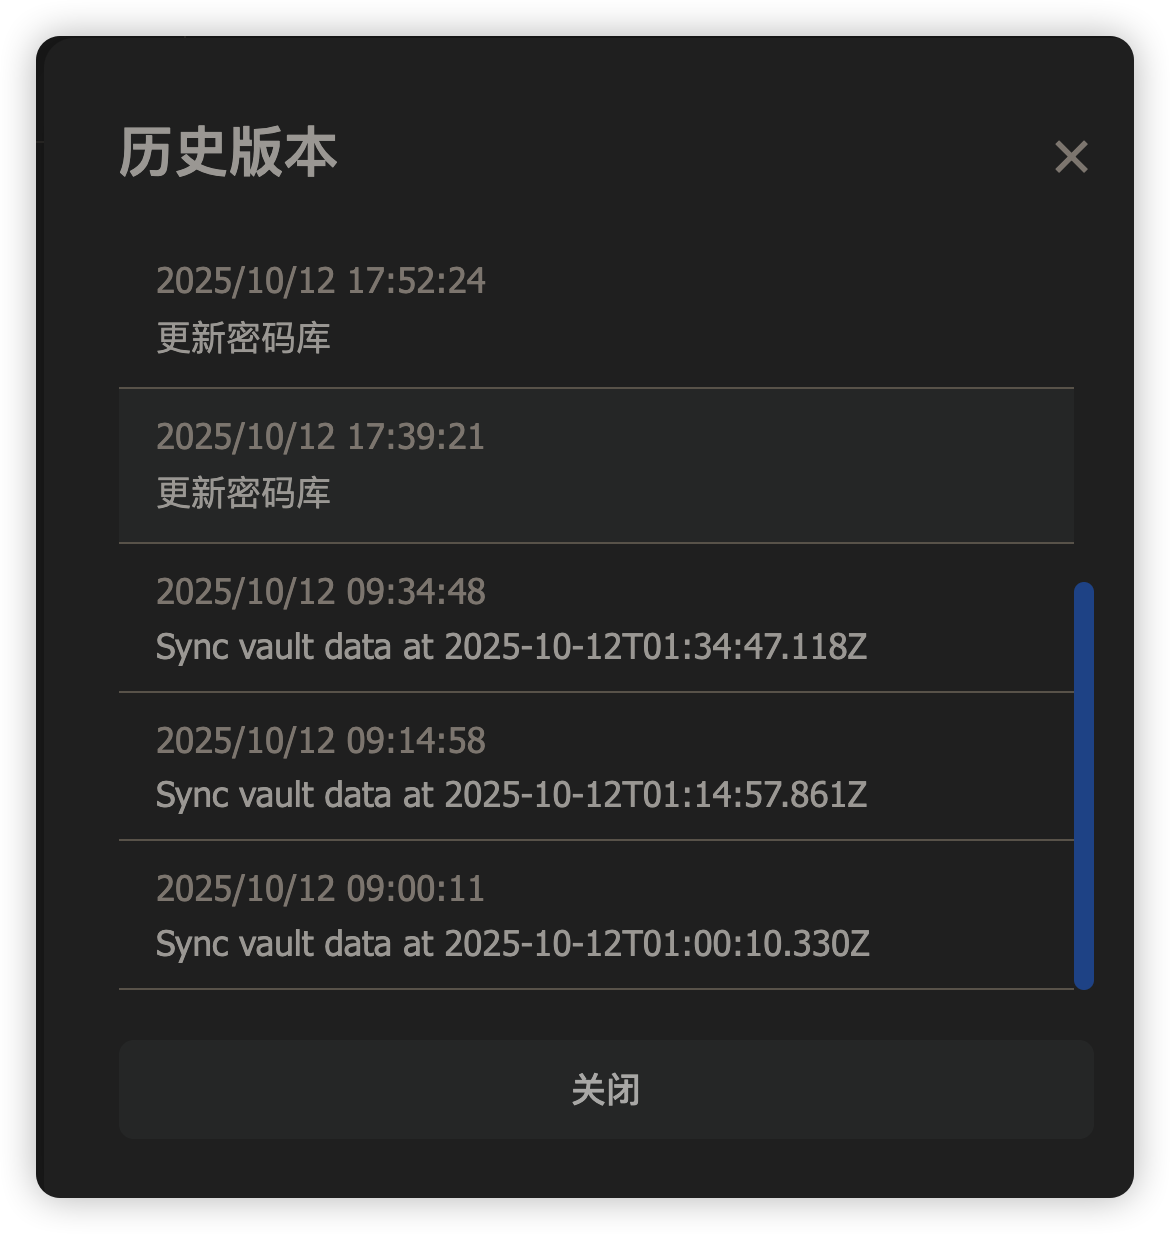 历史版本
2025/10/12 17:52:24
更新密码库
2025/10/12 17:39:21
更新密码库
2025/10/12 09:34:48
Sync vault data at 2025-10-12T01:34:47.118Z
2025/10/12 09:14:58
Sync vault data at 2025-10-12T01:14:57.861Z
2025/10/12 09:00:11
Sync vault data at 2025-10-12T01:00:10.330Z
关闭